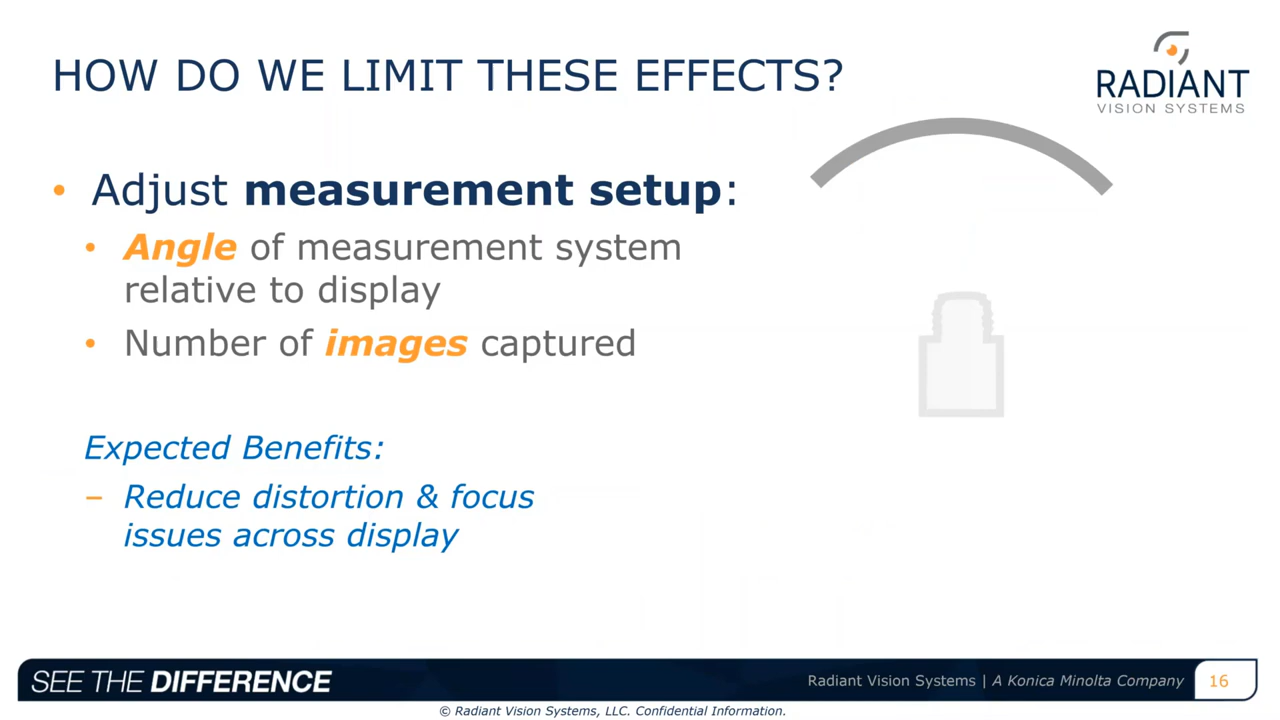 HOW DO WE LIMIT THESE EFFECTS?
RADIANT
VISION SYSTEMS
• Adjust measurement setup:
• Angle of measurement system
relative to display
• Number of images captured
Expected Benefits:
– Reduce distortion & focus
issues across display
SEE THE DIFFERENCE
Radiant Vision Systems | A Konica Minolta Company
16
© Radiant Vision Systems, LLC. Confidential Information.